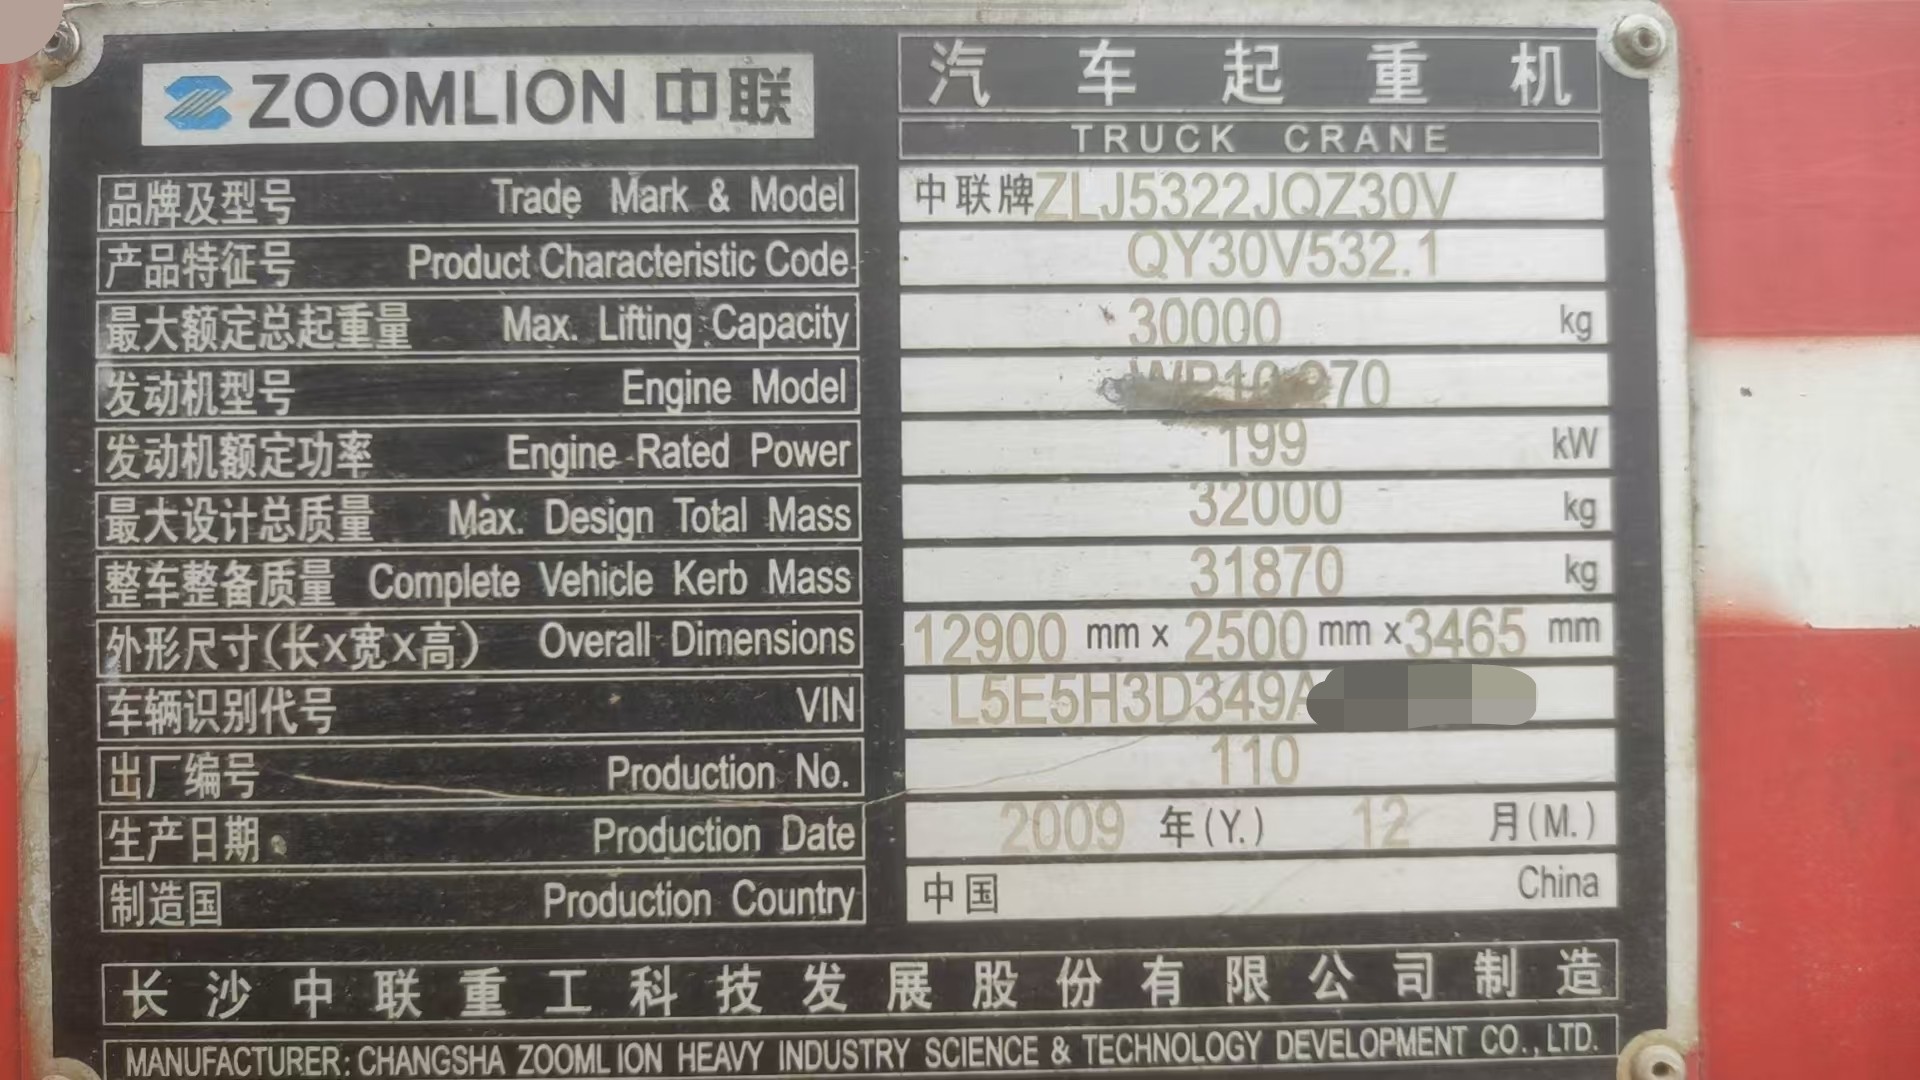 ZOOMLION 中联
汽车起重机
TRUCK CRANE
品牌及型号 Trade Mark & Model 中联牌ZLJ5322JQZ30V
产品特征号 Product Characteristic Code QY30V532.1
最大额定总起重量 Max. Lifting Capacity 30000 kg
发动机型号 Engine Model
发动机额定功率 Engine Rated Power 199 kW
最大设计总质量 Max. Design Total Mass 32000 kg
整车整备质量 Complete Vehicle Kerb Mass 31870 kg
外形尺寸(长X宽X高) Overall Dimensions 12900 mm x 2500 mm x 3465 mm
车辆识别代号 VIN L5E5H3D349A
出厂编号 Production No. 110
生产日期 Production Date 2009 年(Y.) 12 月(M.)
制造国 Production Country 中国 China
长沙中联重工科技发展股份有限公司制造
MANUFACTURER: CHANGSHA ZOOMLION HEAVY INDUSTRY SCIENCE & TECHNOLOGY DEVELOPMENT CO., LTD.